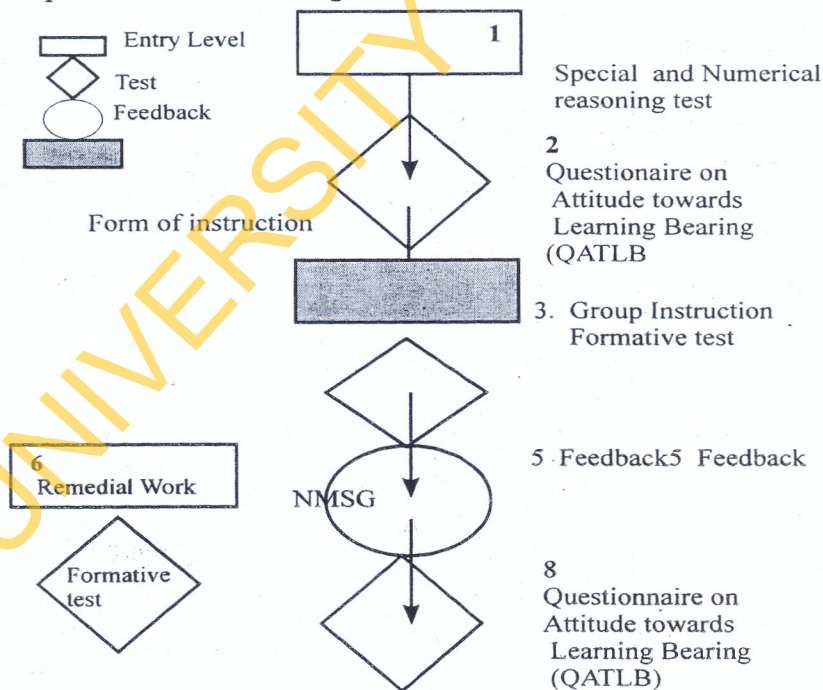 Entry Level
Test
Feedback
Form of instruction
1
Special and Numerical
reasoning test
2
Questionaire on
Attitude towards
Learning Bearing
(QATLB
3. Group Instruction
Formative test
5 Feedback5 Feedback
NMSG
6
Remedial Work
Formative
test
8
Questionnaire on
Attitude towards
Learning Bearing
(QATLB)
UNIVERSITY